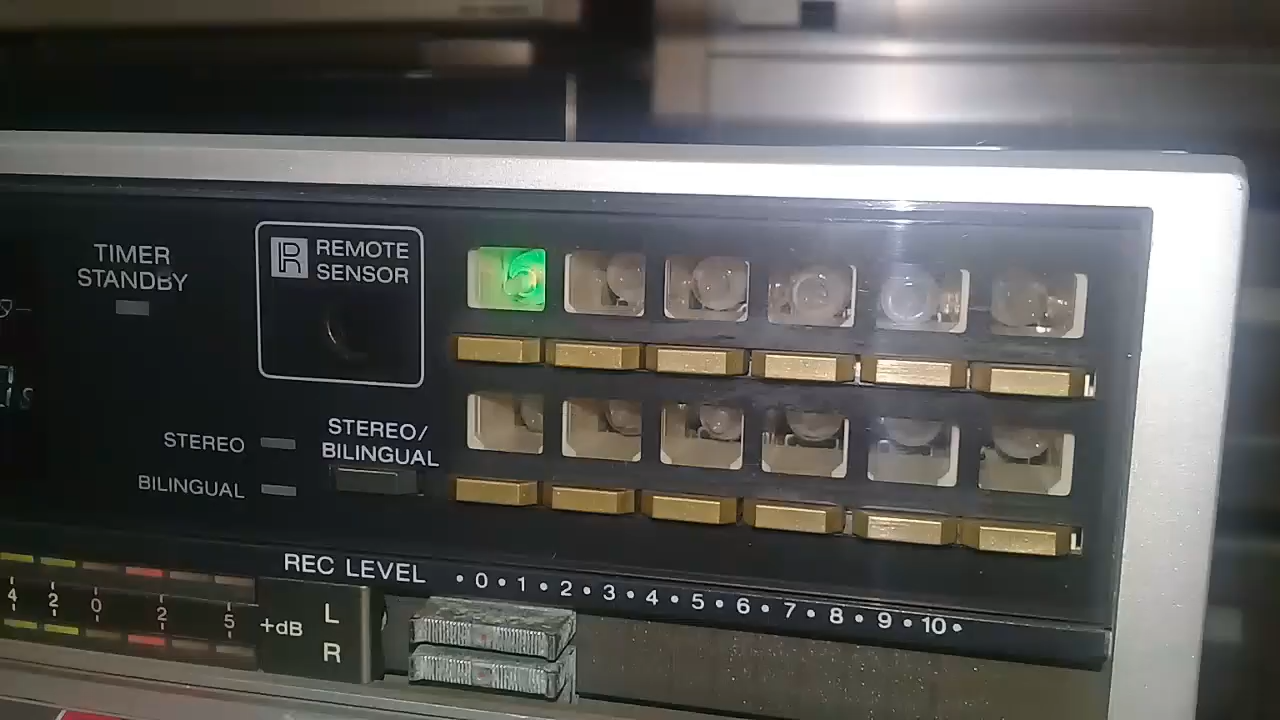 TIMER
STANDBY
R REMOTE
SENSOR
STEREO
BILINGUAL
STEREO/
BILINGUAL
REC LEVEL • 0 • 1 • 2 • 3 • 4 • 5 • 6 • 7 • 8 • 9 • 10 •
4 2 0 2 5 +dB
L
R